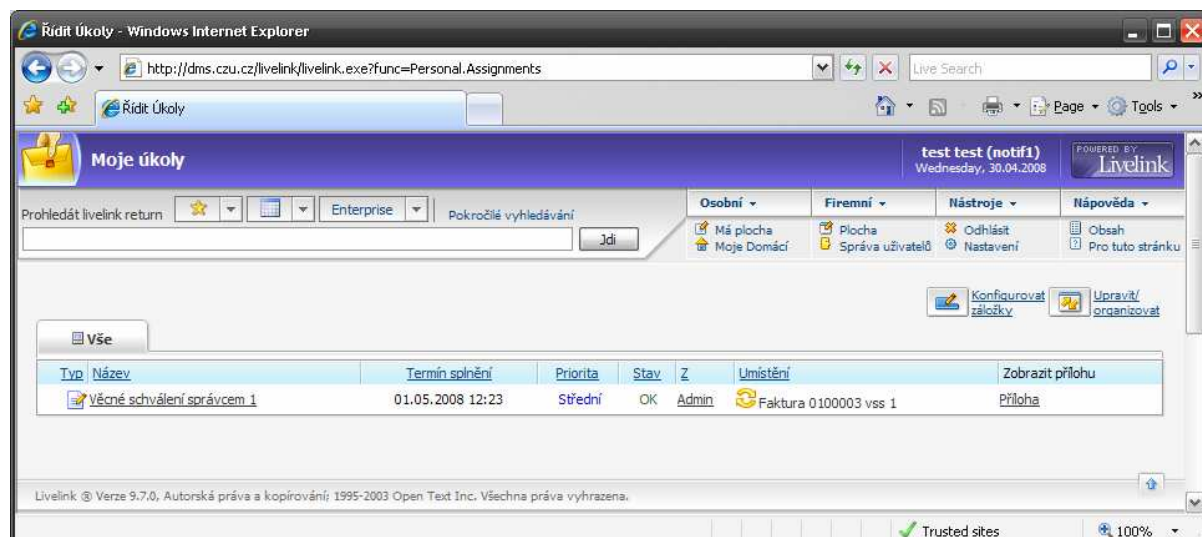 Řídit Úkoly - Windows Internet Explorer
http://dms.czu.cz/livelink/livelink.exe?func=Personal.Assignments
Live Search
Řídit Úkoly
Page
Tools
»
Moje úkoly
test test (notif1)
Wednesday, 30.04.2008
POWERED BY
Livelink
Prohledát livelink return
Enterprise
Pokročilé vyhledávání
Jdi
Osobní
Firemní
Nástroje
Nápověda
Má plocha
Plocha
Odhlásit
Obsah
Moje Domácí
Správa uživatelů
Nastavení
Pro tuto stránku
Konfigurovat záložky
Upravit/ organizovat
Vše
Typ Název Termín splnění Priorita Stav Z Umístění Zobrazit přílohu
Věcné schválení správcem 1 01.05.2008 12:23 Střední OK Admin Faktura 0100003 vss 1 Příloha
Livelink ® Verze 9.7.0, Autorská práva a kopírování; 1995-2003 Open Text Inc. Všechna práva vyhrazena.
Trusted sites
100%